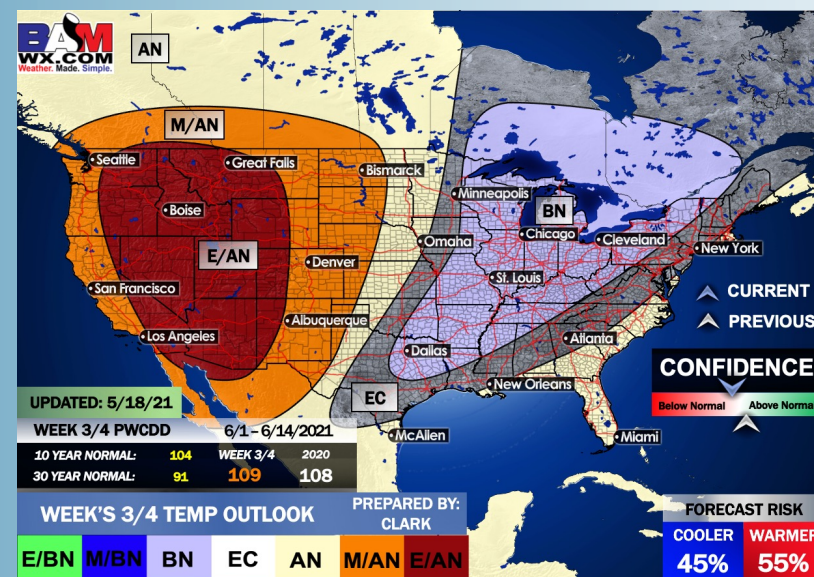 BAM
WX.COM
Weather. Made. Simple.
AN
M/AN
Seattle
Great Falls
Bismarck
Minneapolis
Boise
BN
E/AN
Omaha
Chicago
Cleveland
New York
Denver
St. Louis
San Francisco
CURRENT
PREVIOUS
Albuquerque
Los Angeles
Atlanta
Dallas
CONFIDENCE
Below Normal
Above Norma
New Orleans
EC
McAllen
Miami
UPDATED: 5/18/21
WEEK 3/4 PWCDD 6/1 - 6/14/2021
10 YEAR NORMAL: 104 WEEK 3/4 2020
30 YEAR NORMAL: 91 109 108
WEEK'S 3/4 TEMP OUTLOOK
PREPARED BY:
CLARK
FORECAST RISK
COOLER WARMER
45% 55%
E/BN M/BN BN EC AN M/AN E/AN